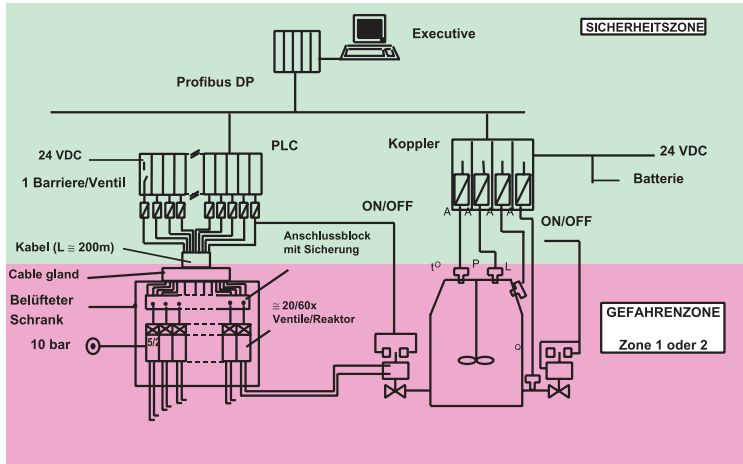 Executive
SICHERHEITSZONE
Profibus DP
24 VDC
PLC
Koppler
24 VDC
1 Barriere/Ventil
Batterie
ON/OFF
A A A A
ON/OFF
Kabel (L ≅ 200m)
Anschlussblock
mit Sicherung
Cable gland
t° P L
Belüfteter
Schrank
≅ 20/60x
Ventile/Reaktor
GEFAHRENZONE
Zone 1 oder 2
10 bar
5/2
Q